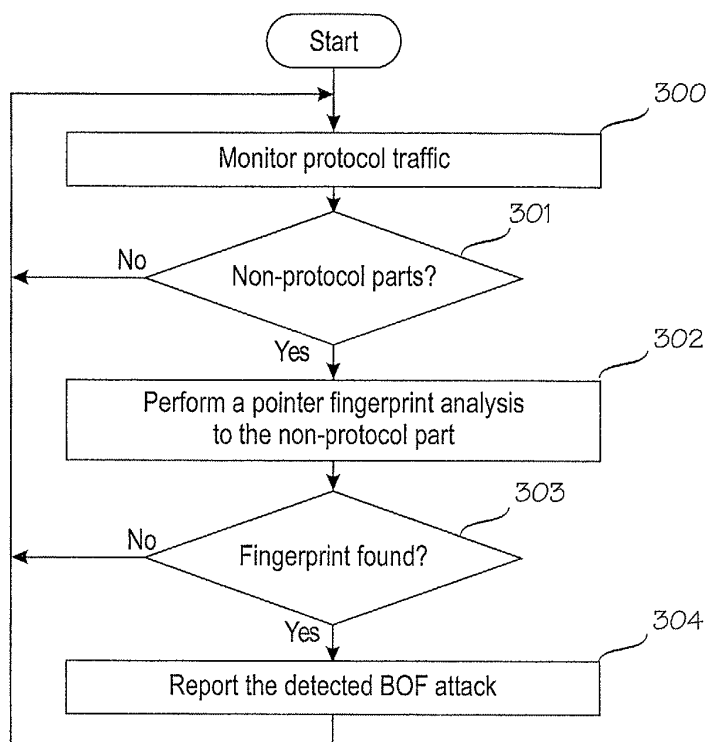 Start
300
Monitor protocol traffic
301
No
Non-protocol parts?
Yes
302
Perform a pointer fingerprint analysis
to the non-protocol part
303
No
Fingerprint found?
Yes
304
Report the detected BOF attack